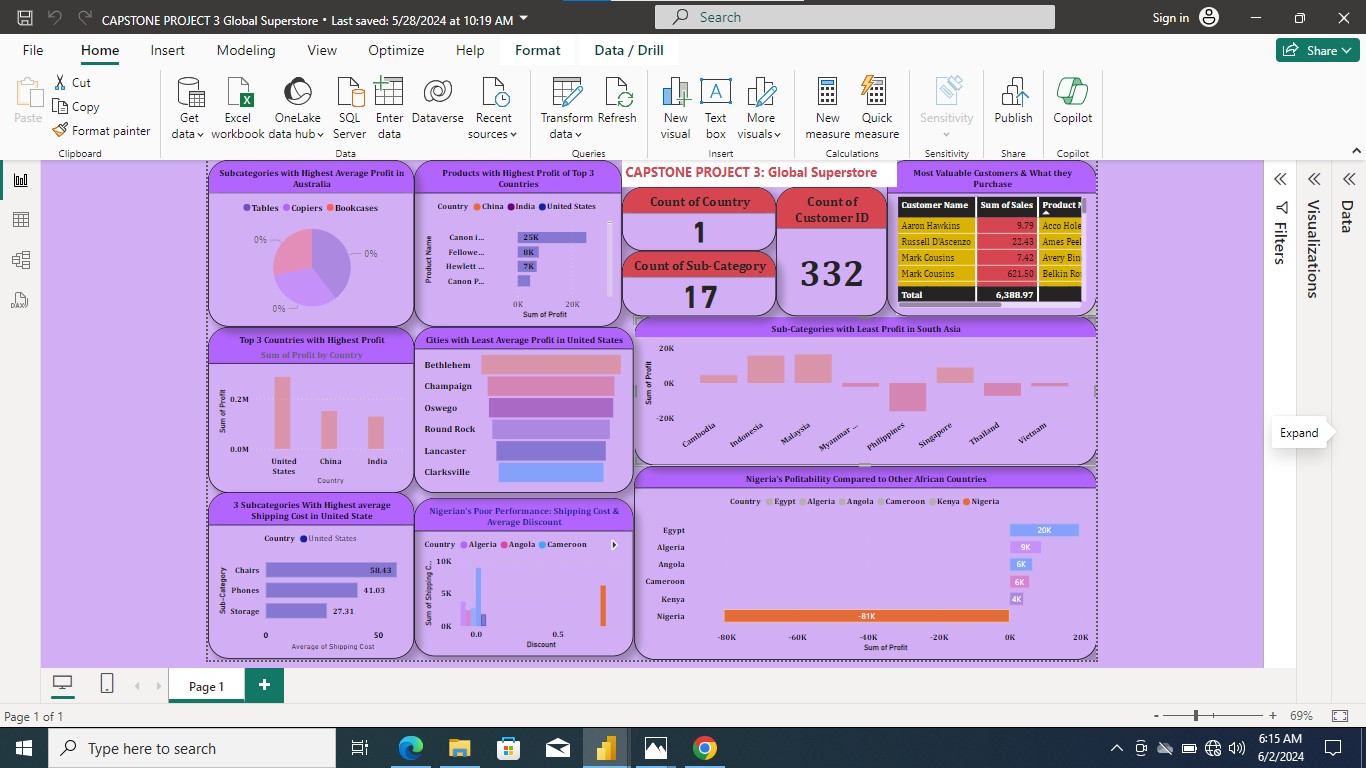 CAPSTONE PROJECT 3 Global Superstore • Last saved: 5/28/2024 at 10:19 AM
Search
Sign in
File Home Insert Modeling View Optimize Help Format Data / Drill
Share
Paste
Cut
Copy
Format painter
Get data
Excel workbook
OneLake data hub
SQL Server
Enter data
Dataverse
Recent sources
Transform data
Refresh
New visual
Text box
More visuals
New measure
Quick measure
Sensitivity
Publish
Copilot
Clipboard Data Queries Insert Calculations Sensitivity Share Copilot
Subcategories with Highest Average Profit in
Australia
Tables Copiers Bookcases
0%
0%
0%
Products with Highest Profit of Top 3
Countries
Country China India United States
Product Name
Canon i... 25K
Fellowe... 8K
Hewlett ... 7K
Canon P...
0K 20K
Sum of Profit
CAPSTONE PROJECT 3: Global Superstore
Count of Country
1
Count of Sub-Category
17
Count of
Customer ID
332
Most Valuable Customers & What they
Purchase
Customer Name Sum of Sales Product N
Aaron Hawkins 9.79 Acco Hole
Russell D'Ascenzo 22.43 Ames Peel
Mark Cousins 7.42 Avery Bin
Mark Cousins 621.50 Belkin Ro
Total 6,388.97
Top 3 Countries with Highest Profit
Sum of Profit by Country
Sum of Profit
0.2M
0.0M
United States China India
Country
Cities with Least Average Profit in United States
Bethlehem
Champaign
Oswego
Round Rock
Lancaster
Clarksville
Sub-Categories with Least Profit in South Asia
Sum of Profit
20K
0K
-20K
Cambodia Indonesia Malaysia Myanmar ... Philippines Singapore Thailand Vietnam
3 Subcategories With Highest average
Shipping Cost in United State
Country United States
Sub-Category
Chairs 58.43
Phones 41.03
Storage 27.31
0 50
Average of Shipping Cost
Nigerian's Poor Performance: Shipping Cost &
Average Diiscount
Country Algeria Angola Cameroon
Sum of Shipping C...
10K
5K
0K
0.0 0.5
Discount
Nigeria's Pofitability Compared to Other African Countries
Country Egypt Algeria Angola Cameroon Kenya Nigeria
Egypt 20K
Algeria 9K
Angola 6K
Cameroon 6K
Kenya 4K
Nigeria -81K
-80K -60K -40K -20K 0K 20K
Sum of Profit
Filters
Visualizations
Data
Expand
Page 1
Page 1 of 1
- + 69%
Type here to search
6:15 AM
6/2/2024